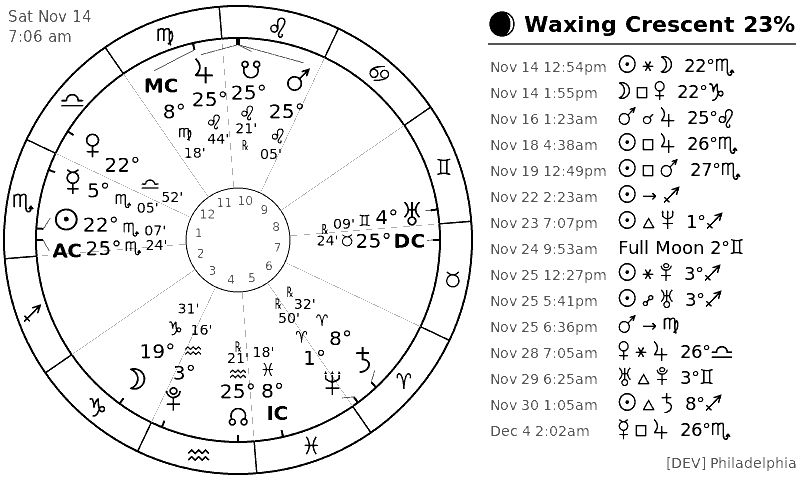 Sat Nov 14
7:06 am
Waxing Crescent 23%
Nov 14 12:54pm ☉ ⚹ ☽ 22°♏
Nov 14 1:55pm ☽ □ ♀ 22°♑
Nov 16 1:23am ♂ ☌ ♃ 25°♌
Nov 18 4:38am ☉ □ ♃ 26°♏
Nov 19 12:49pm ☉ □ ♂ 27°♏
Nov 22 2:23am ☉ → ♐
Nov 23 7:07pm ☉ △ ♆ 1°♐
Nov 24 9:53am Full Moon 2°♊
Nov 25 12:27pm ☉ ⚹ ♇ 3°♐
Nov 25 5:41pm ☉ ☍ ♅ 3°♐
Nov 25 6:36pm ♂ → ♍
Nov 28 7:05am ♀ ⚹ ♃ 26°♎
Nov 29 6:25am ♅ △ ♇ 3°♊
Nov 30 1:05am ☉ △ ♄ 8°♐
Dec 4 2:02am ☿ □ ♃ 26°♏
[DEV] Philadelphia
♍ ♌ ♋ ♊ ♉ ♈ ♓ ♒ ♑ ♐ ♏ ♎
MC 8° ♍ 18'
♃ 25° ♌ 44'
☋ 25° ♌ 21' ℞
♂ 25° ♌ 05'
♀ 22° ♎ 52'
☿ 5° ♏ 05'
☉ 22° ♏ 07'
AC 25° ♏ 24'
♅ 4° ♊ 09' ℞
DC 25° ♉ 24'
☽ 19° ♑ 31'
♇ 3° ♒ 16'
☊ 25° ♒ 21' ℞
IC 8° ♓ 18'
♆ 1° ♈ 50' ℞
♄ 8° ♈ 32' ℞
1
2
3
4
5
6
7
8
9
10
11
12